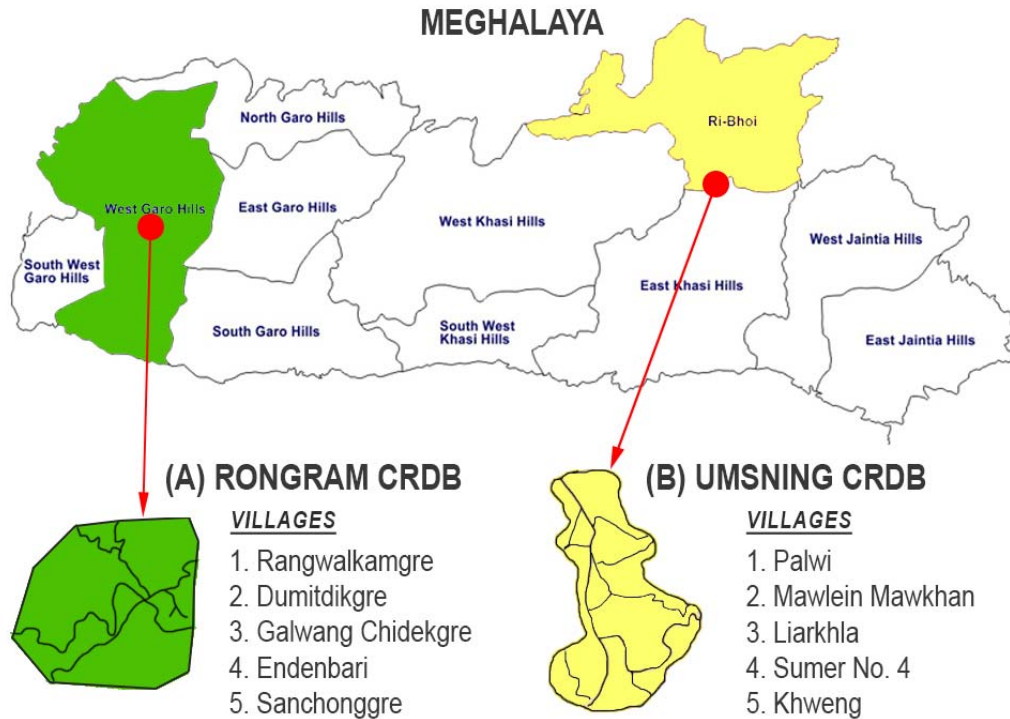 MEGHALAYA
North Garo Hills
Ri-Bhoi
West Garo Hills
East Garo Hills
West Khasi Hills
West Jaintia Hills
South West
Garo Hills
East Khasi Hills
South Garo Hills
South West
Khasi Hills
East Jaintia Hills
(A) RONGRAM CRDB
VILLAGES
1. Rangwalkamgre
2. Dumitdikgre
3. Galwang Chidekgre
4. Endenbari
5. Sanchonggre
(B) UMSNING CRDB
VILLAGES
1. Palwi
2. Mawlein Mawkhan
3. Liarkhla
4. Sumer No. 4
5. Khweng